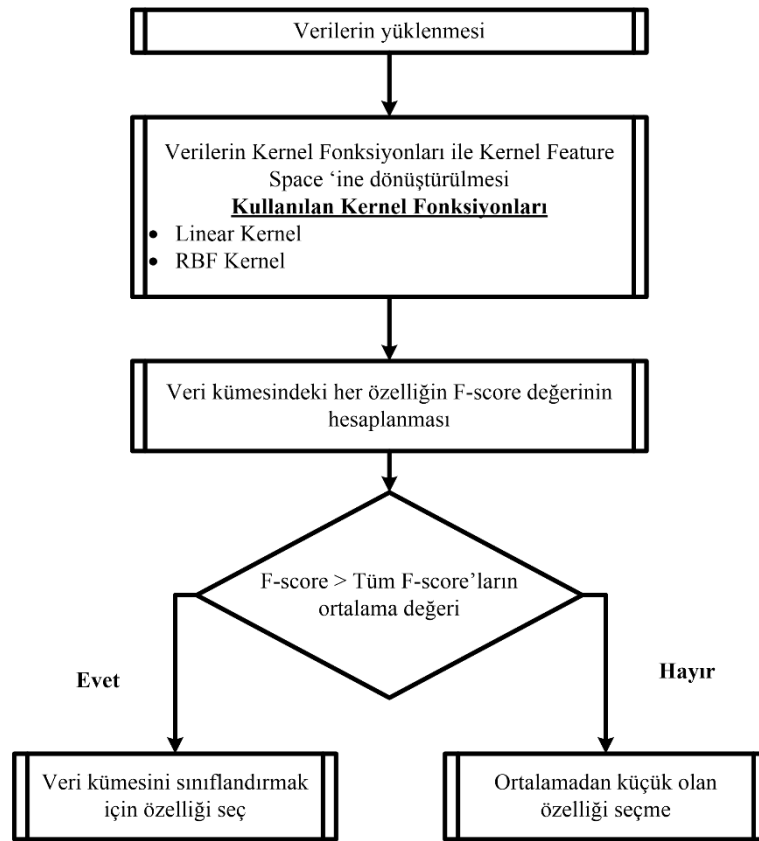 Verilerin yüklenmesi
Verilerin Kernel Fonksiyonları ile Kernel Feature
Space ‘ine dönüştürülmesi
Kullanılan Kernel Fonksiyonları
• Linear Kernel
• RBF Kernel
Veri kümesindeki her özelliğin F-score değerinin
hesaplanması
F-score > Tüm F-score’ların
ortalama değeri
Evet
Hayır
Veri kümesini sınıflandırmak
için özelliği seç
Ortalamadan küçük olan
özelliği seçme